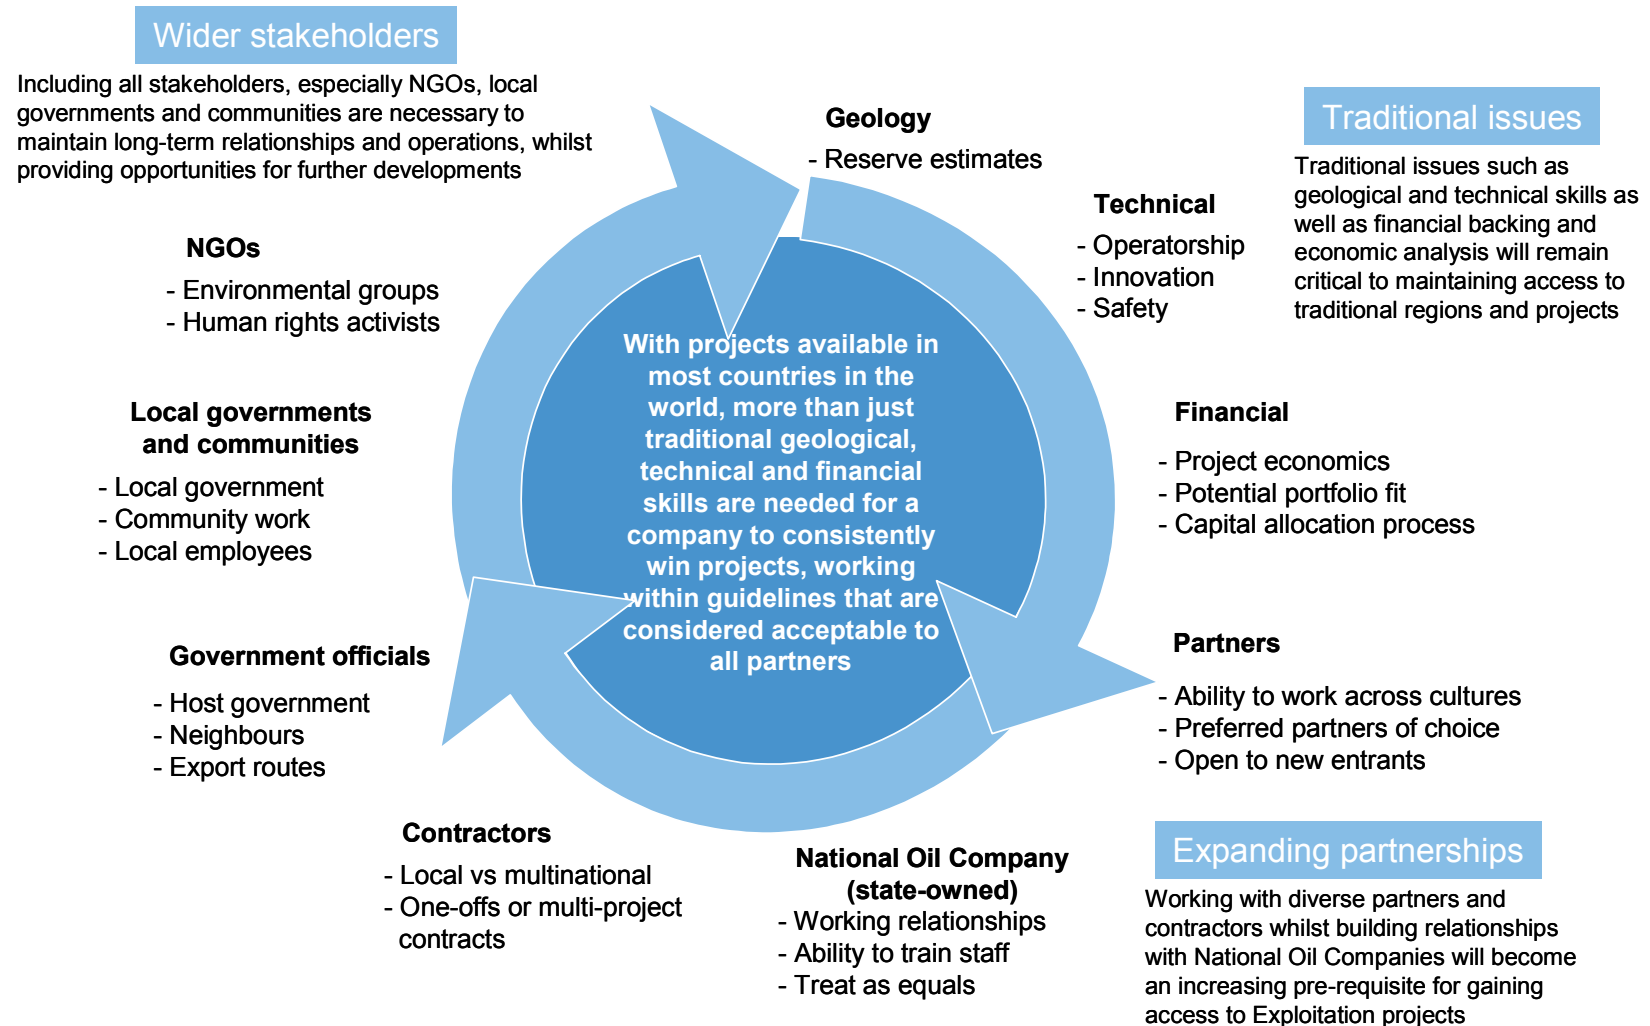 Wider stakeholders
Including all stakeholders, especially NGOs, local
governments and communities are necessary to
maintain long-term relationships and operations, whilst
providing opportunities for further developments
Geology
- Reserve estimates
Traditional issues
Traditional issues such as
geological and technical skills as
well as financial backing and
economic analysis will remain
critical to maintaining access to
traditional regions and projects
Technical
- Operatorship
- Innovation
- Safety
NGOs
- Environmental groups
- Human rights activists
With projects available in
most countries in the
world, more than just
traditional geological,
technical and financial
skills are needed for a
company to consistently
win projects, working
within guidelines that are
considered acceptable to
all partners
Local governments
and communities
- Local government
- Community work
- Local employees
Financial
- Project economics
- Potential portfolio fit
- Capital allocation process
Government officials
- Host government
- Neighbours
- Export routes
Partners
- Ability to work across cultures
- Preferred partners of choice
- Open to new entrants
Contractors
- Local vs multinational
- One-offs or multi-project
contracts
National Oil Company
(state-owned)
- Working relationships
- Ability to train staff
- Treat as equals
Expanding partnerships
Working with diverse partners and
contractors whilst building relationships
with National Oil Companies will become
an increasing pre-requisite for gaining
access to Exploitation projects